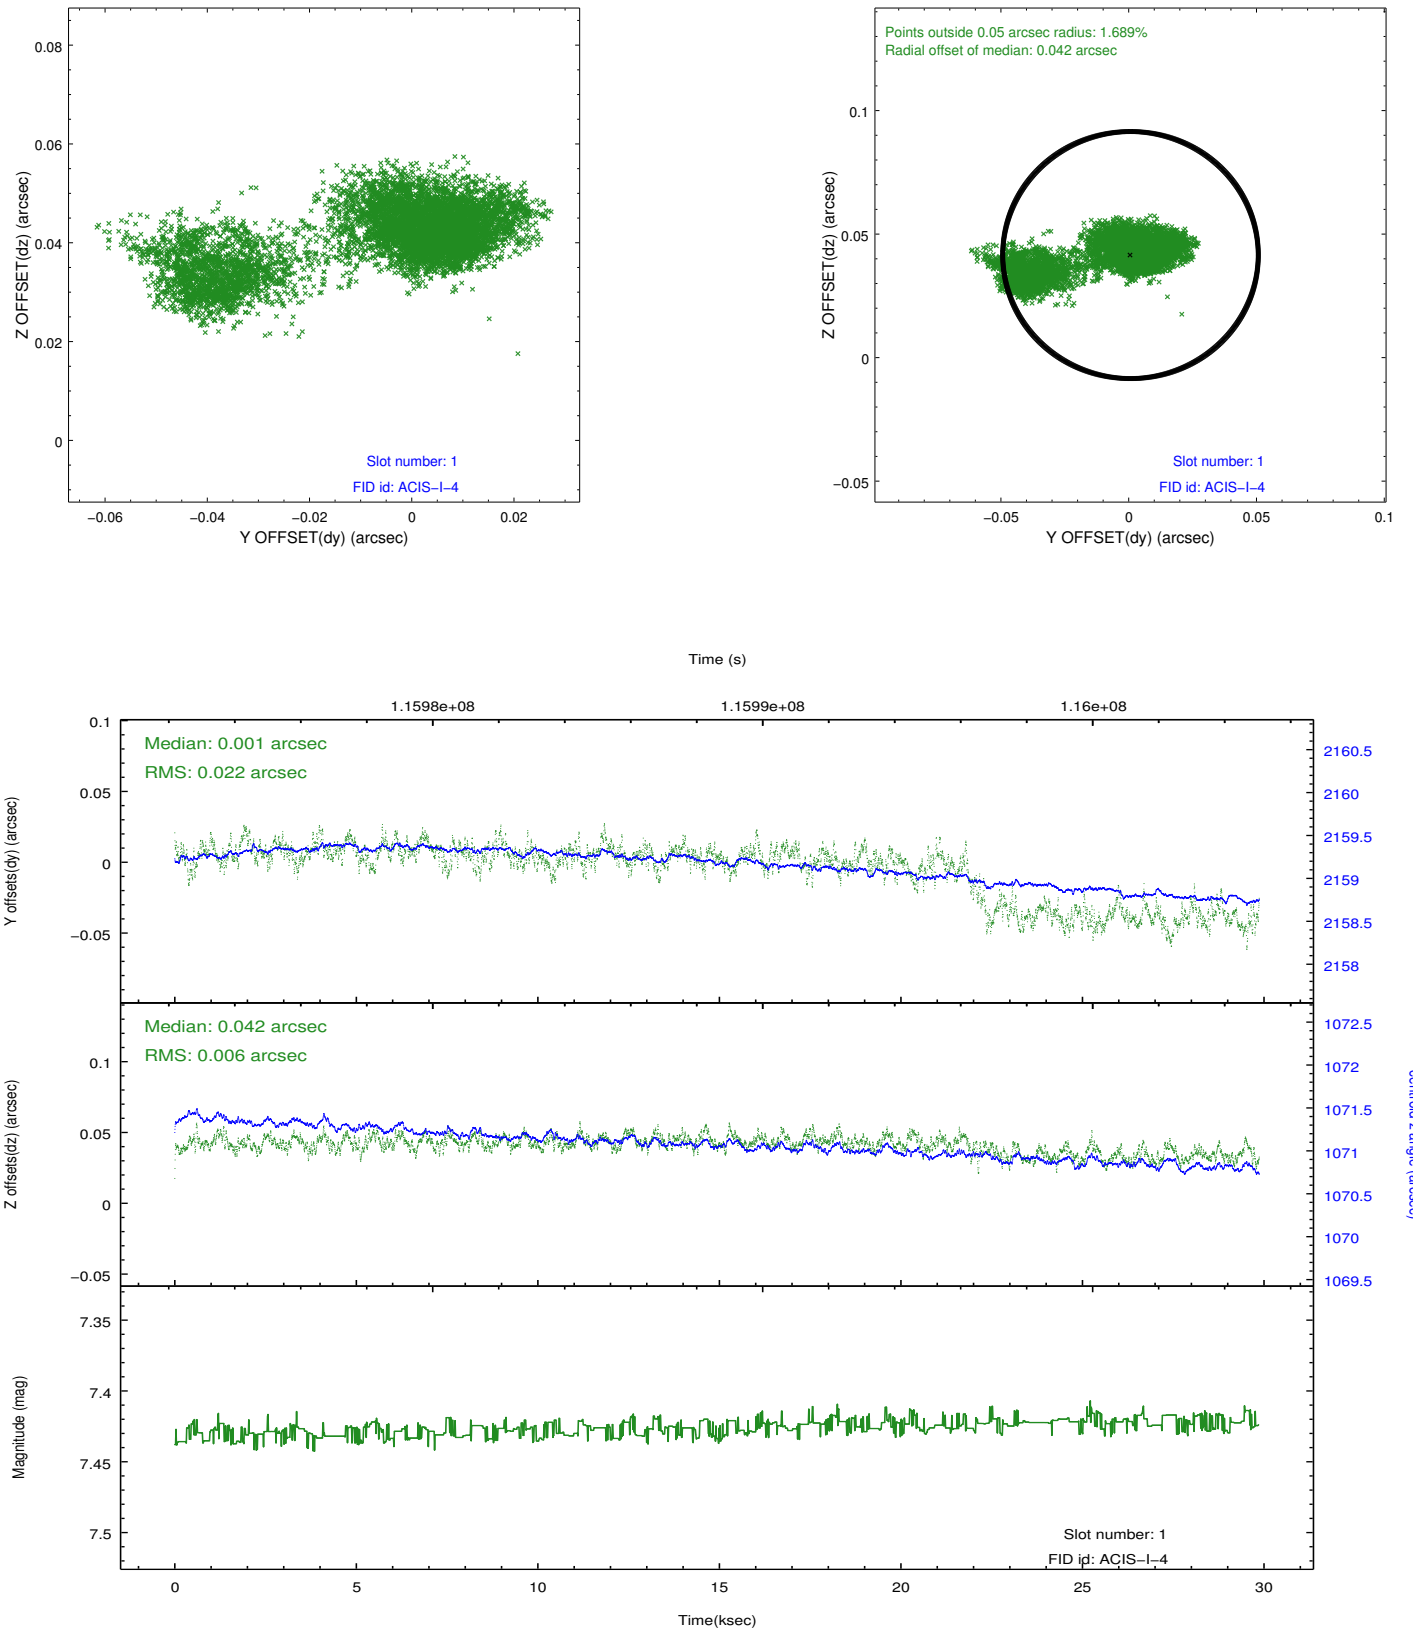 0.08
0.06
0.04
0.02
0
Z OFFSET(dz) (arcsec)
Slot number: 1
FID id: ACIS−I−4
−0.06
−0.04
−0.02
0
0.02
Y OFFSET(dy) (arcsec)
Points outside 0.05 arcsec radius: 1.689%
Radial offset of median: 0.042 arcsec
0.1
0.05
0
−0.05
Z OFFSET(dz) (arcsec)
Slot number: 1
FID id: ACIS−I−4
−0.05
0
0.05
0.1
Y OFFSET(dy) (arcsec)
Time (s)
1.1598e+08
1.1599e+08
1.16e+08
Median: 0.001 arcsec
RMS: 0.022 arcsec
0.1
0.05
0
−0.05
Y offsets(dy) (arcsec)
2160.5
2160
2159.5
2159
2158.5
2158
Median: 0.042 arcsec
RMS: 0.006 arcsec
0.1
0.05
0
−0.05
Z offsets(dz) (arcsec)
1072.5
1072
1071.5
1071
1070.5
1070
1069.5
angle (arcsec)
7.35
7.4
7.45
7.5
Magnitude (mag)
Slot number: 1
FID id: ACIS−I−4
0
5
10
15
20
25
30
Time(ksec)